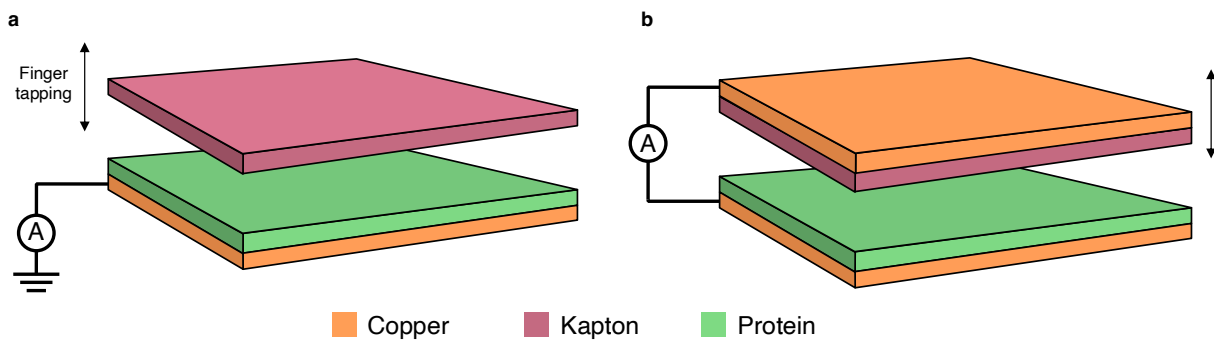 a
b
Finger
tapping
A
A
Copper
Kapton
Protein